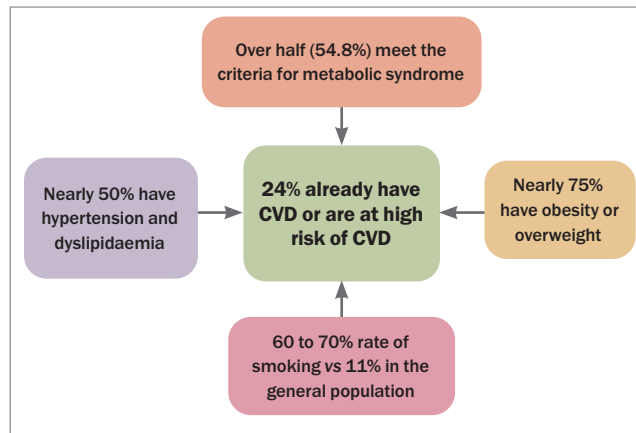 Over half (54.8%) meet the
criteria for metabolic syndrome
Nearly 50% have
hypertension and
dyslipidaemia
24% already have
CVD or are at high
risk of CVD
Nearly 75%
have obesity or
overweight
60 to 70% rate of
smoking vs 11% in the
general population